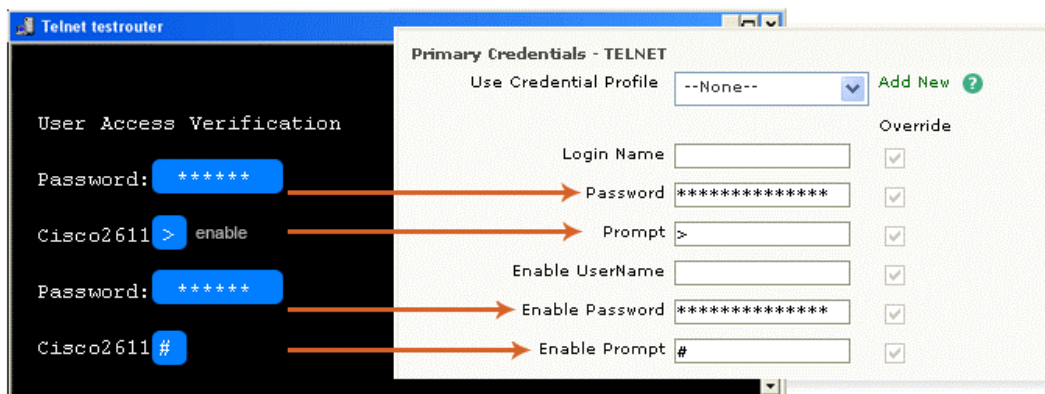 Telnet testrouter
User Access Verification
Password: ******
Cisco2611 > enable
Password: ******
Cisco2611 #
Primary Credentials - TELNET
Use Credential Profile --None-- Add New ?
Override
Login Name
Password **************
Prompt >
Enable UserName
Enable Password **************
Enable Prompt #